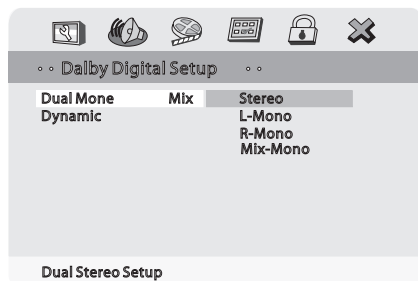 Dalby Digital Setup
Dual Mone Mix Stereo
Dynamic L-Mono
R-Mono
Mix-Mono
Dual Stereo Setup